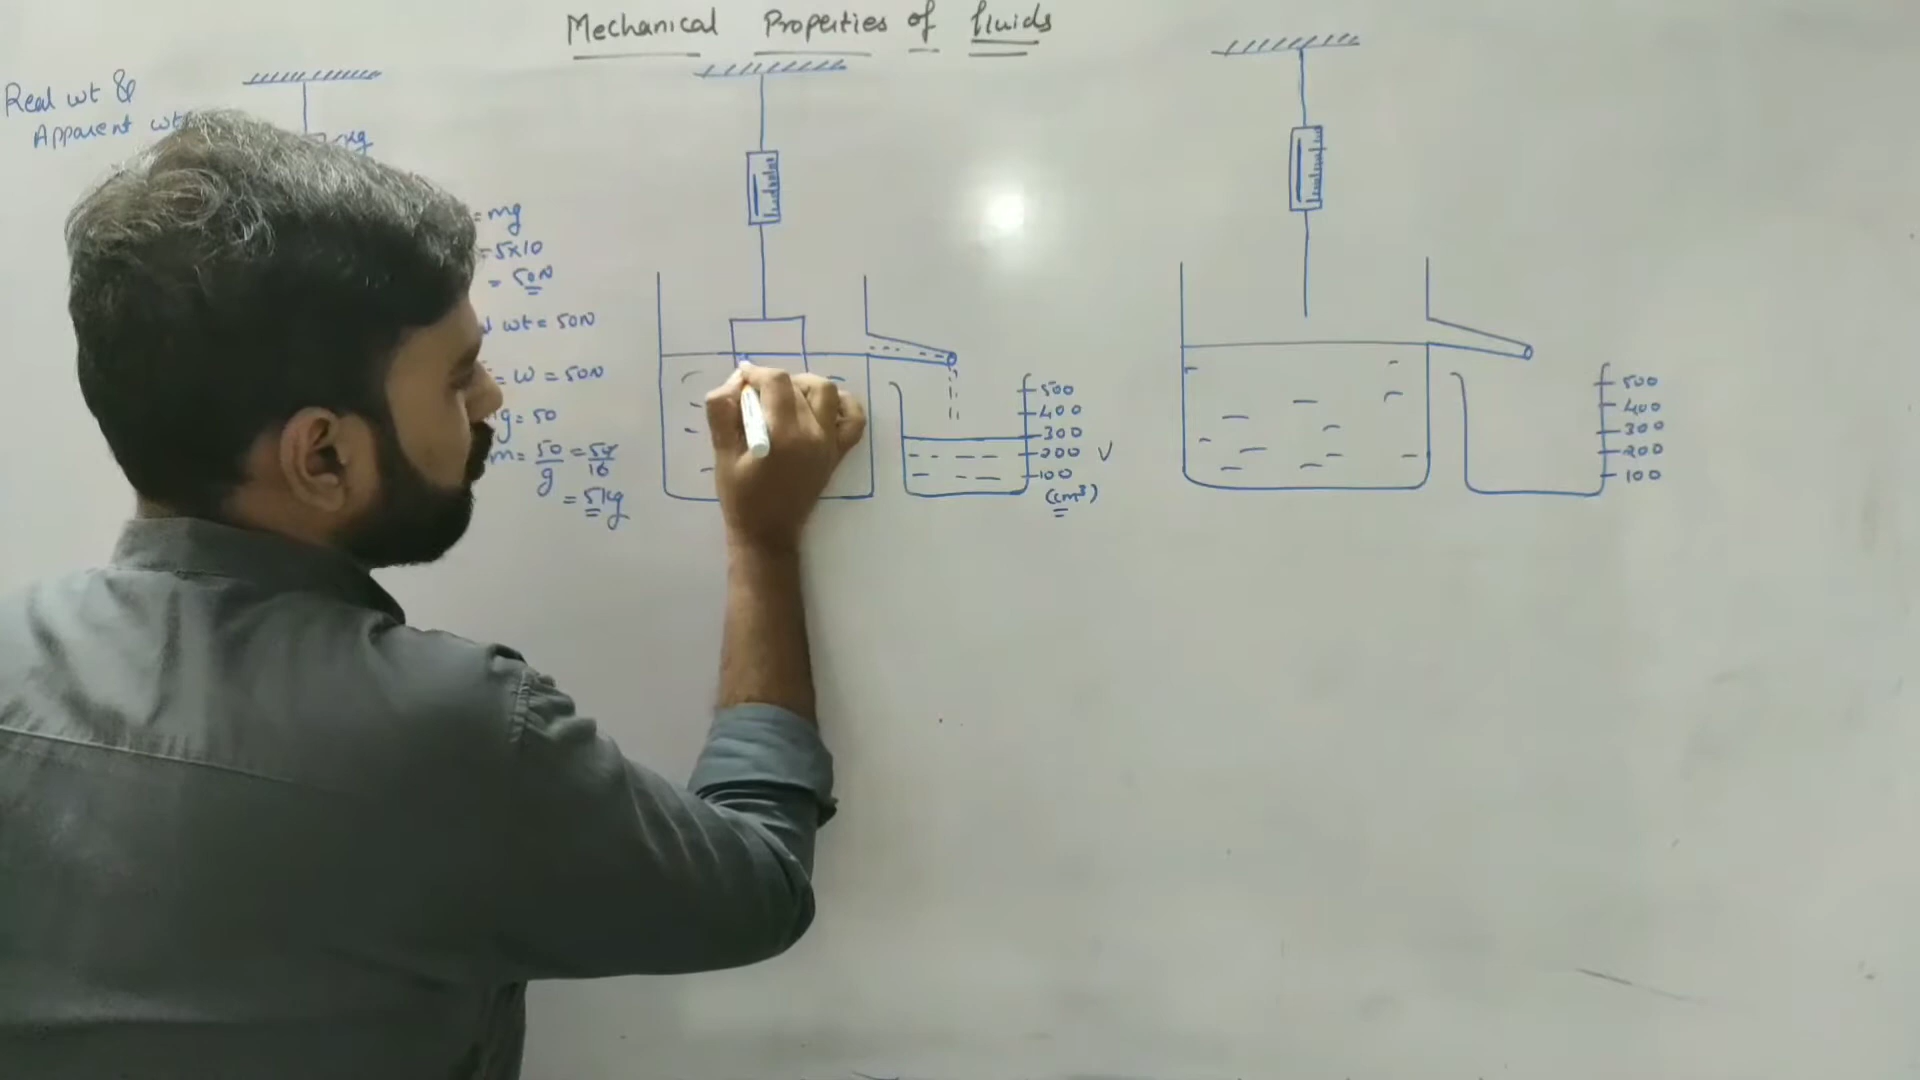 Mechanical Properties of fluids
Real wt &
Apparent wt
kg
= mg
= 5x10
= 50N
wt = 50N
= W = 50N
g = 50
m = 50/g = 50/10
= 5kg
500
400
300
200 V
100
(cm³)
500
400
300
200
100